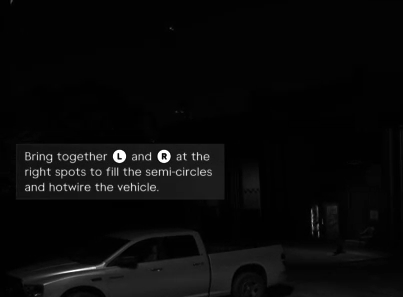 Bring together L and R at the
right spots to fill the semi-circles
and hotwire the vehicle.